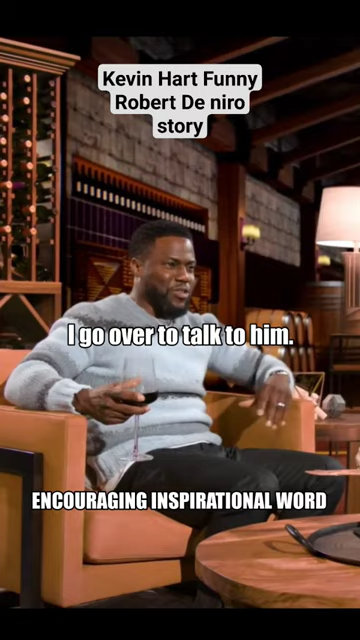 Kevin Hart Funny
Robert De niro
story
I go over to talk to him.
ENCOURAGING INSPIRATIONAL WORD